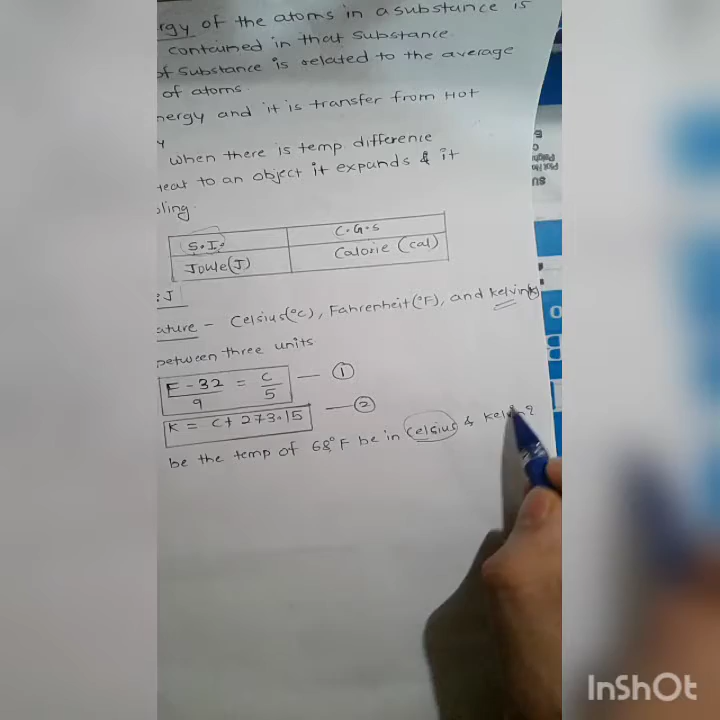 rgy of the atoms in a substance is
contained in that substance.
of substance is related to the average
of atoms.
nergy and it is transfer from Hot
y
when there is temp. difference
to an object it expands & it
ling.
S.I.
C.G.S
Joule (J)
Calorie (cal)
: J
ature - Celsius (°C), Fahrenheit (°F), and kelvin (K)
between three units
F - 32 / 9 = C / 5 — 1
K = C + 273.15 — 2
be the temp of 68°F be in celsius & kelvin?
InShOt